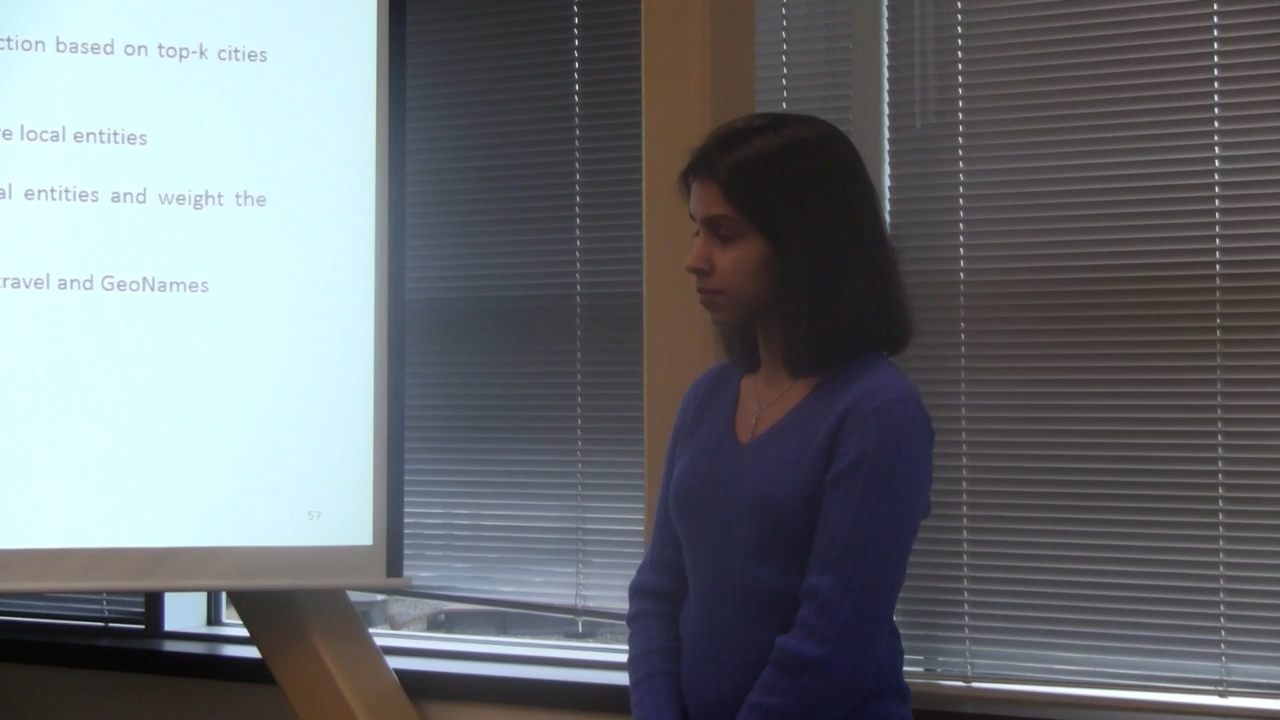 ction based on top-k cities
e local entities
al entities and weight the
travel and GeoNames
57